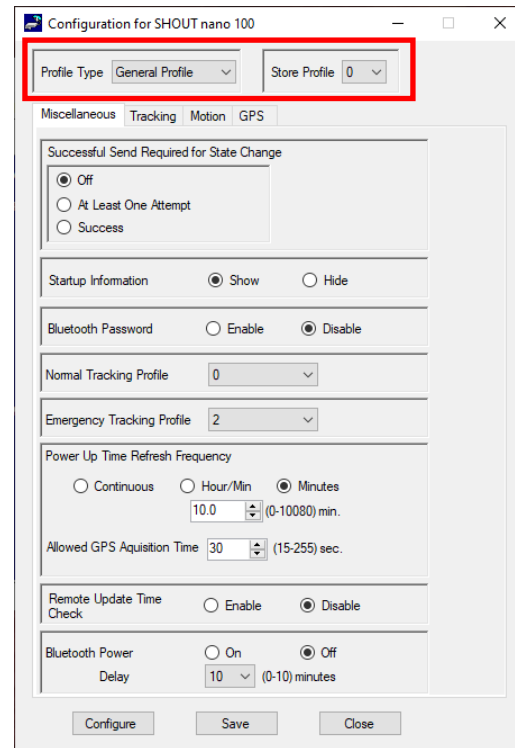 Configuration for SHOUT nano 100
Profile Type General Profile Store Profile 0
Miscellaneous Tracking Motion GPS
Successful Send Required for State Change
Off
At Least One Attempt
Success
Startup Information Show Hide
Bluetooth Password Enable Disable
Normal Tracking Profile 0
Emergency Tracking Profile 2
Power Up Time Refresh Frequency
Continuous Hour/Min Minutes
10.0 (0-10080) min.
Allowed GPS Aquisition Time 30 (15-255) sec.
Remote Update Time
Check Enable Disable
Bluetooth Power On Off
Delay 10 (0-10) minutes
Configure Save Close